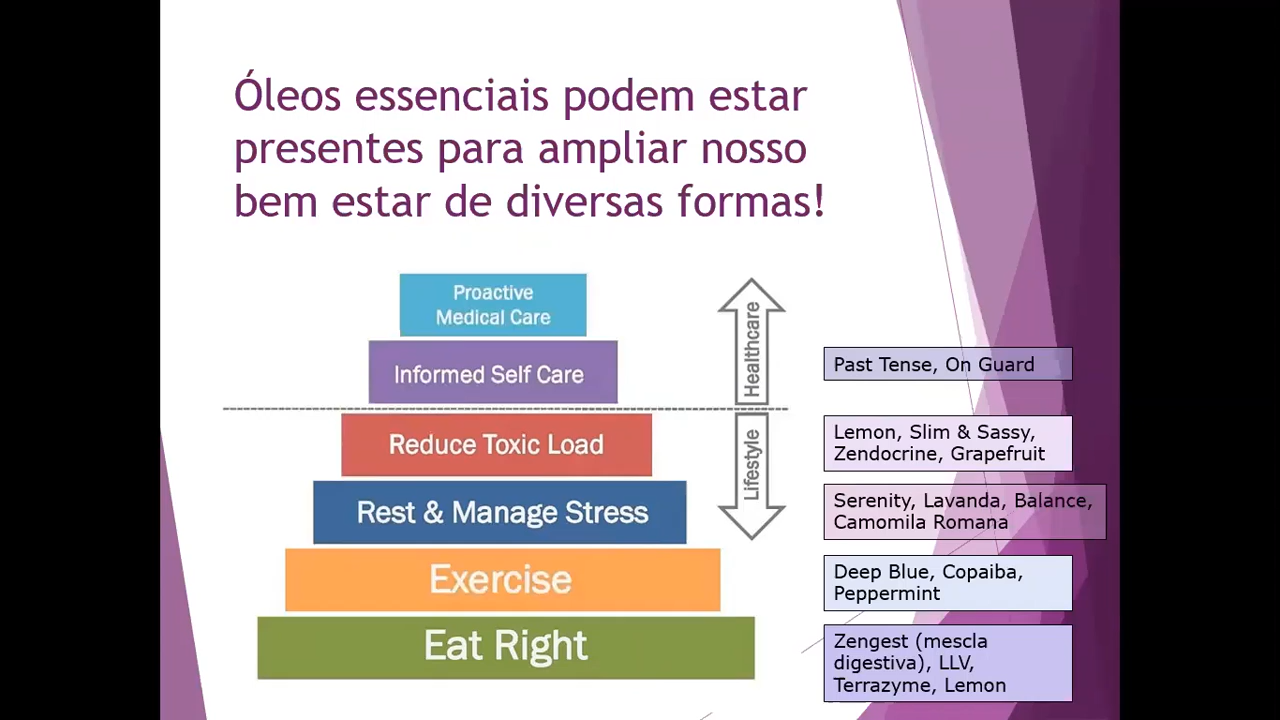 Óleos essenciais podem estar
presentes para ampliar nosso
bem estar de diversas formas!
Proactive
Medical Care
Informed Self Care
Healthcare
Past Tense, On Guard
Reduce Toxic Load
Lifestyle
Lemon, Slim & Sassy,
Zendocrine, Grapefruit
Rest & Manage Stress
Serenity, Lavanda, Balance,
Camomila Romana
Exercise
Deep Blue, Copaiba,
Peppermint
Eat Right
Zengest (mescla
digestiva), LLV,
Terrazyme, Lemon